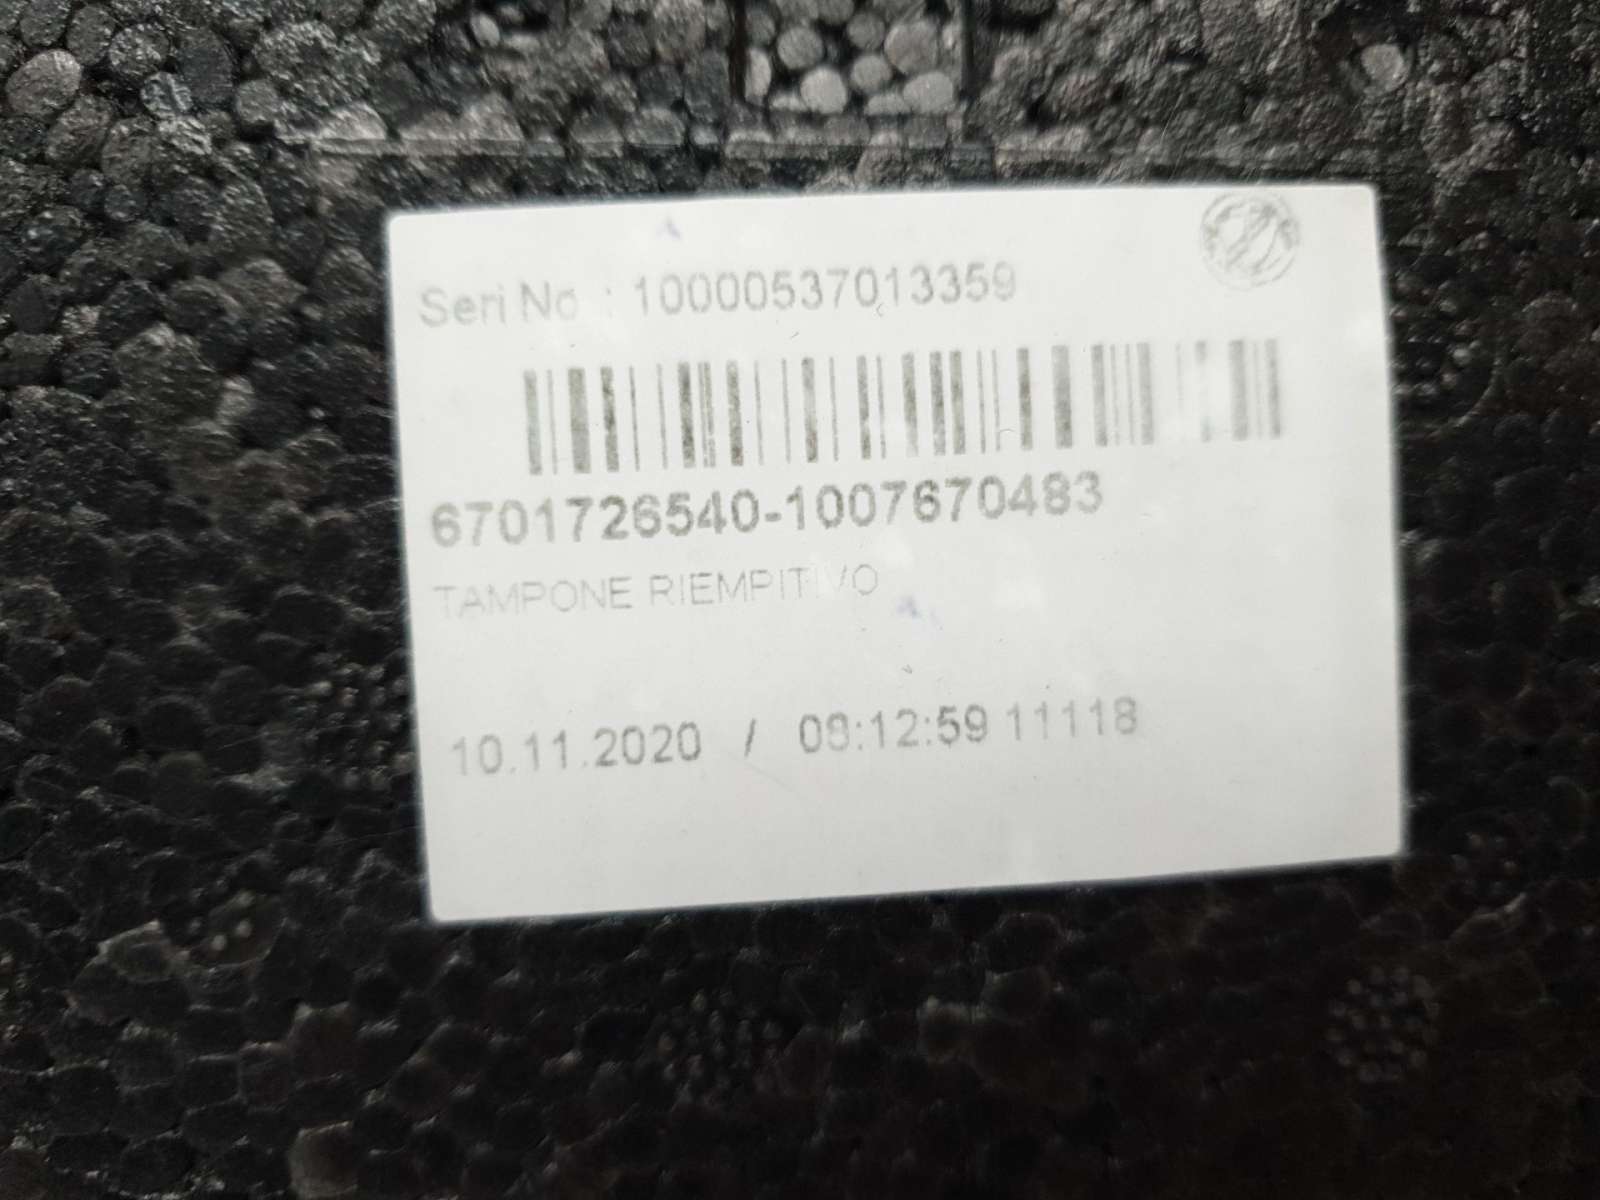 Seri No : 10000537013359
6701726540-1007670483
TAMPONE RIEMPITIVO
10.11.2020 / 08:12:59 11118